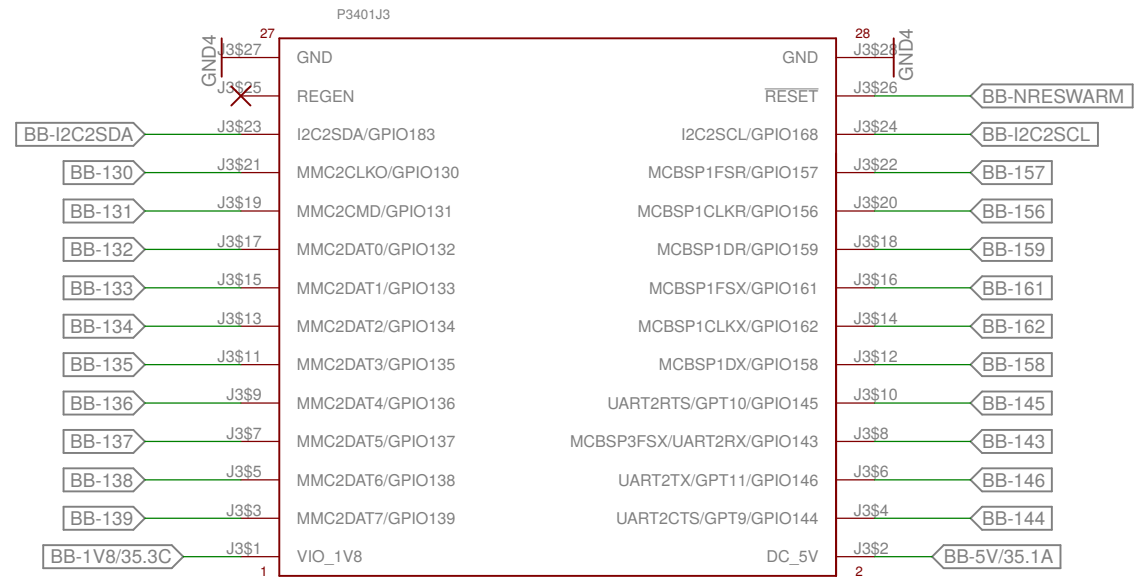 P3401J3
27 28
GND4 J3$27 GND GND J3$28 GND4
J3$25 REGEN RESET J3$26 BB-NRESWARM
BB-I2C2SDA J3$23 I2C2SDA/GPIO183 I2C2SCL/GPIO168 J3$24 BB-I2C2SCL
BB-130 J3$21 MMC2CLKO/GPIO130 MCBSP1FSR/GPIO157 J3$22 BB-157
BB-131 J3$19 MMC2CMD/GPIO131 MCBSP1CLKR/GPIO156 J3$20 BB-156
BB-132 J3$17 MMC2DAT0/GPIO132 MCBSP1DR/GPIO159 J3$18 BB-159
BB-133 J3$15 MMC2DAT1/GPIO133 MCBSP1FSX/GPIO161 J3$16 BB-161
BB-134 J3$13 MMC2DAT2/GPIO134 MCBSP1CLKX/GPIO162 J3$14 BB-162
BB-135 J3$11 MMC2DAT3/GPIO135 MCBSP1DX/GPIO158 J3$12 BB-158
BB-136 J3$9 MMC2DAT4/GPIO136 UART2RTS/GPT10/GPIO145 J3$10 BB-145
BB-137 J3$7 MMC2DAT5/GPIO137 MCBSP3FSX/UART2RX/GPIO143 J3$8 BB-143
BB-138 J3$5 MMC2DAT6/GPIO138 UART2TX/GPT11/GPIO146 J3$6 BB-146
BB-139 J3$3 MMC2DAT7/GPIO139 UART2CTS/GPT9/GPIO144 J3$4 BB-144
BB-1V8/35.3C J3$1 VIO_1V8 DC_5V J3$2 BB-5V/35.1A
1 2